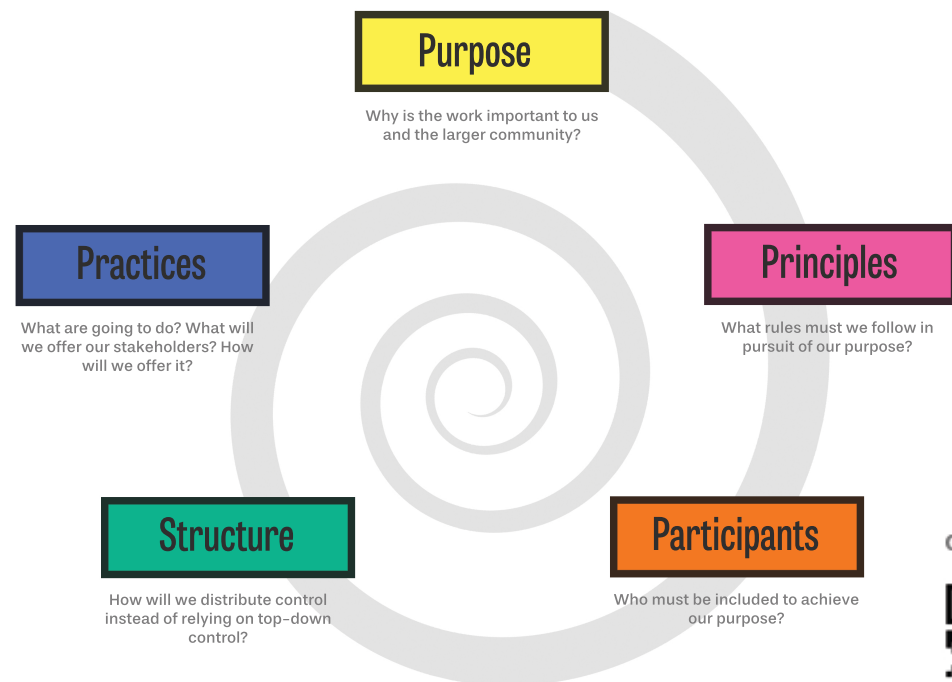 Purpose
Why is the work important to us
and the larger community?
Practices
What are going to do? What will
we offer our stakeholders? How
will we offer it?
Principles
What rules must we follow in
pursuit of our purpose?
Structure
How will we distribute control
instead of relying on top-down
control?
Participants
Who must be included to achieve
our purpose?